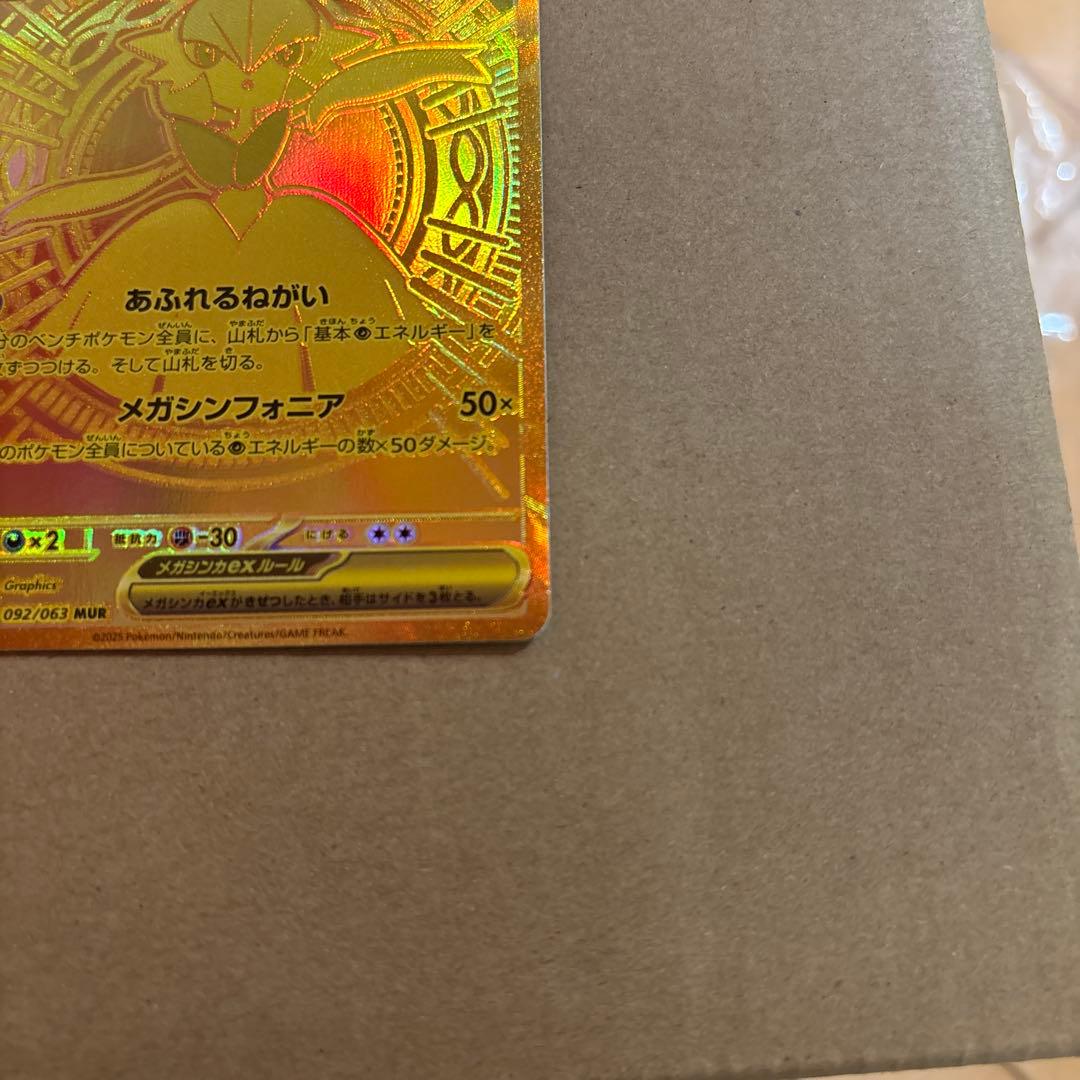 あふれるねがい
分のベンチポケモン全員に、山札から「基本エネルギー」を
ずつつける。そして山札を切る。
メガシンフォニア 50×
のポケモン全員についているエネルギーの数×50ダメージ。
×2 抵抗力 -30 にげる
メガシンカexルール
Graphics
メガシンカexがきぜつしたとき、相手はサイドを3枚とる。
092/063 MUR
©2025 Pokémon/Nintendo/Creatures/GAME FREAK.